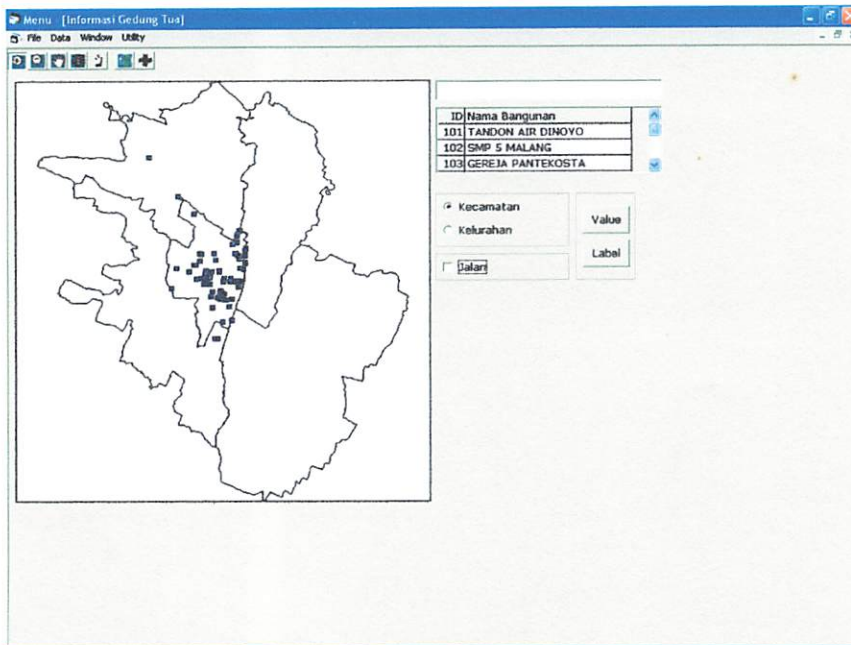 Menu - [Informasi Gedung Tua]
File Data Window Utility
ID Nama Bangunan
101 TANDON AIR DINOYO
102 SMP 5 MALANG
103 GEREJA PANTEKOSTA
Kecamatan
Kelurahan
Jalan
Value
Label